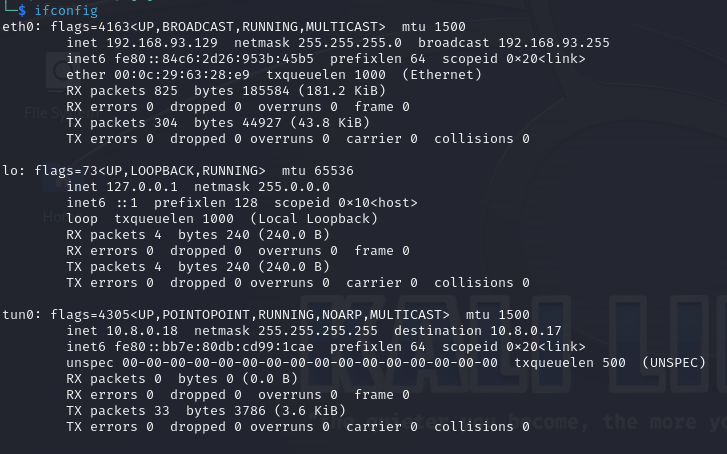 $ ifconfig
eth0: flags=4163<UP,BROADCAST,RUNNING,MULTICAST>  mtu 1500
inet 192.168.93.129  netmask 255.255.255.0  broadcast 192.168.93.255
inet6 fe80::84c6:2d26:953b:45b5  prefixlen 64  scopeid 0×20<link>
ether 00:0c:29:63:28:e9  txqueuelen 1000  (Ethernet)
RX packets 825  bytes 185584 (181.2 KiB)
RX errors 0  dropped 0  overruns 0  frame 0
TX packets 304  bytes 44927 (43.8 KiB)
TX errors 0  dropped 0 overruns 0  carrier 0  collisions 0
lo: flags=73<UP,LOOPBACK,RUNNING>  mtu 65536
inet 127.0.0.1  netmask 255.0.0.0
inet6 ::1  prefixlen 128  scopeid 0×10<host>
loop  txqueuelen 1000  (Local Loopback)
RX packets 4  bytes 240 (240.0 B)
RX errors 0  dropped 0  overruns 0  frame 0
TX packets 4  bytes 240 (240.0 B)
TX errors 0  dropped 0 overruns 0  carrier 0  collisions 0
tun0: flags=4305<UP,POINTOPOINT,RUNNING,NOARP,MULTICAST>  mtu 1500
inet 10.8.0.18  netmask 255.255.255.255  destination 10.8.0.17
inet6 fe80::bb7e:80db:cd99:1cae  prefixlen 64  scopeid 0×20<link>
unspec 00-00-00-00-00-00-00-00-00-00-00-00-00-00-00-00  txqueuelen 500  (UNSPEC)
RX packets 0  bytes 0 (0.0 B)
RX errors 0  dropped 0  overruns 0  frame 0
TX packets 33  bytes 3786 (3.6 KiB)
TX errors 0  dropped 0 overruns 0  carrier 0  collisions 0
KALI LI
become, the more yo